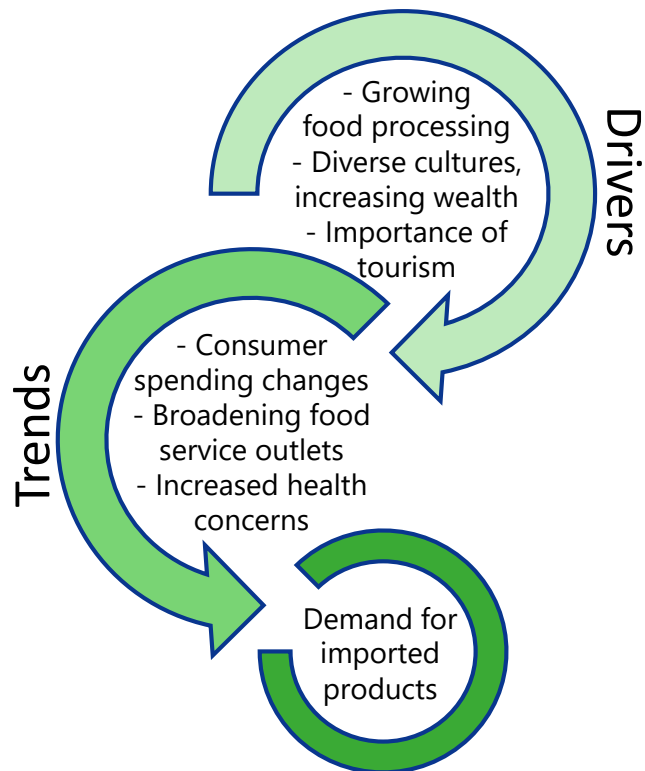 Drivers
- Growing
food processing
- Diverse cultures,
increasing wealth
- Importance of
tourism
Trends
- Consumer
spending changes
- Broadening food
service outlets
- Increased health
concerns
Demand for
imported
products